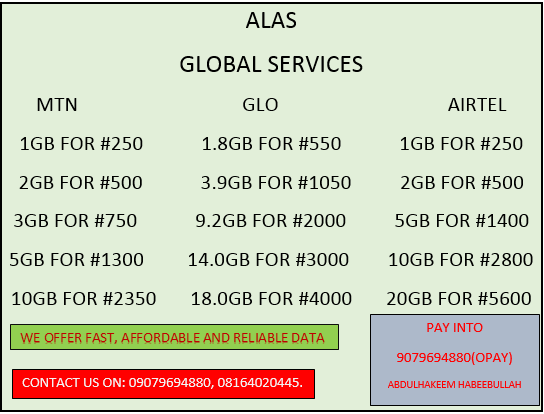 ALAS
GLOBAL SERVICES
MTN GLO AIRTEL
1GB FOR #250 1.8GB FOR #550 1GB FOR #250
2GB FOR #500 3.9GB FOR #1050 2GB FOR #500
3GB FOR #750 9.2GB FOR #2000 5GB FOR #1400
5GB FOR #1300 14.0GB FOR #3000 10GB FOR #2800
10GB FOR #2350 18.0GB FOR #4000 20GB FOR #5600
WE OFFER FAST, AFFORDABLE AND RELIABLE DATA
CONTACT US ON: 09079694880, 08164020445.
PAY INTO
9079694880(OPAY)
ABDULHAKEEM HABEEBULLAH